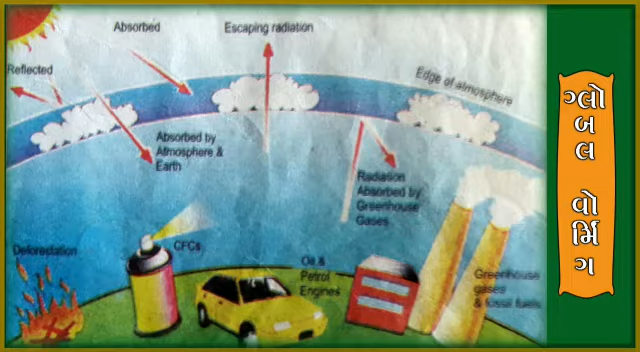 Absorbed
Escaping radiation
Reflected
Edge of atmosphere
Absorbed by
Atmosphere &
Earth
Radiation
Absorbed by
Greenhouse
Gases
Deforestation
CFCs
Oil &
Petrol
Engines
Greenhouse
gases
& fossil fuels
ગ્લો
બ
લ
વો
ર્મિ
ગ